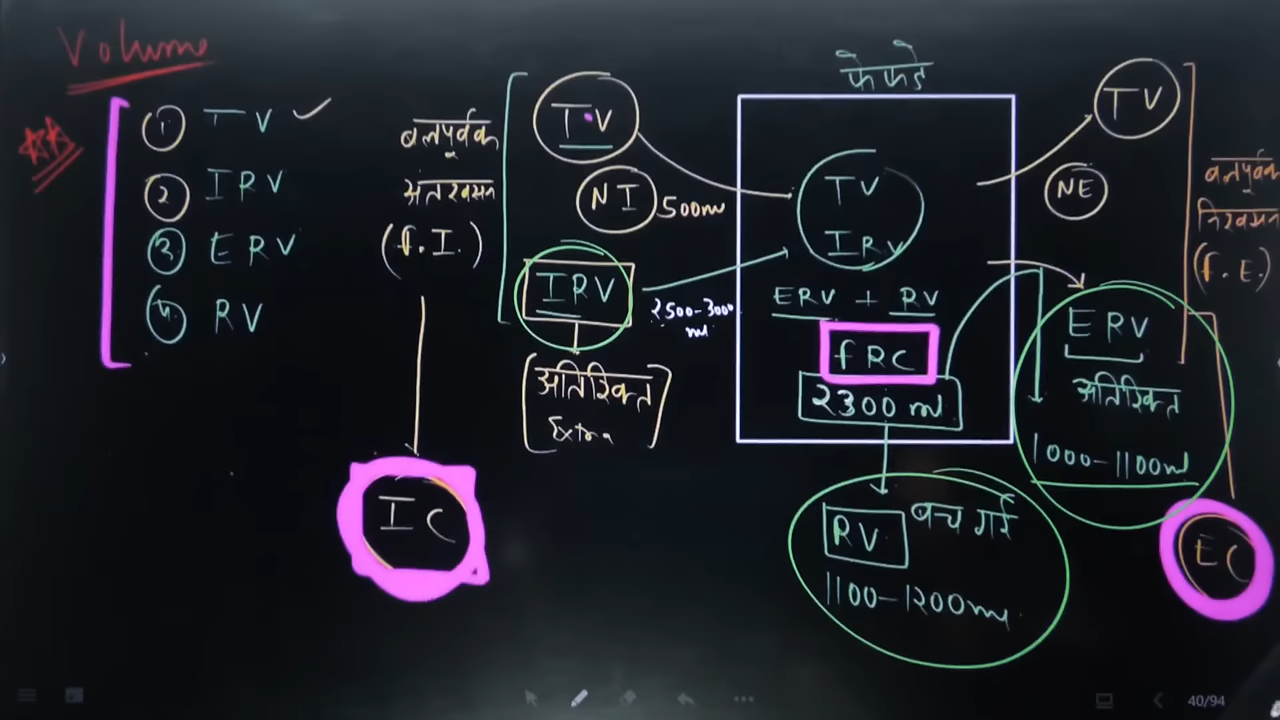 Volume
① TV ✓
② IRV
③ ERV
④ RV
बलपूर्वक
अंतःश्वसन
(f.I.)
IC
TV
NI 500ml
IRV
2500-3000
ml
[अतिरिक्त
Extra]
फेफड़े
TV
IRV
ERV + RV
fRC
2300 ml
RV बच गई
1100-1200ml
TV
NE
ERV
अतिरिक्त
1000-1100ml
बलपूर्वक
निःश्वसन
(f.E.)
EC
40/94